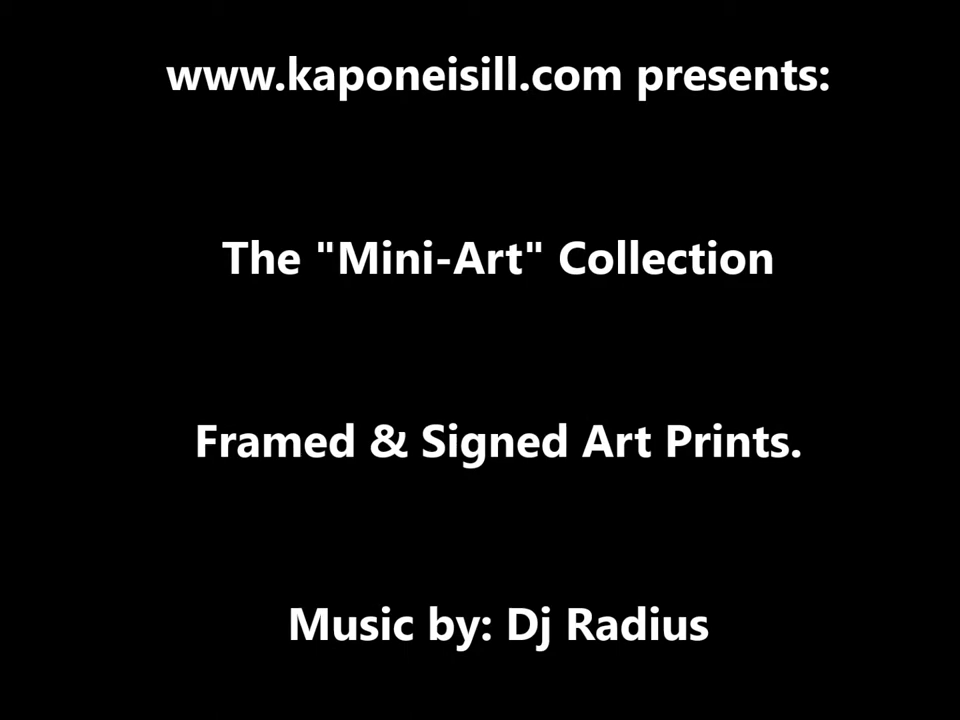 www.kaponeisill.com presents:
The "Mini-Art" Collection
Framed & Signed Art Prints.
Music by: Dj Radius